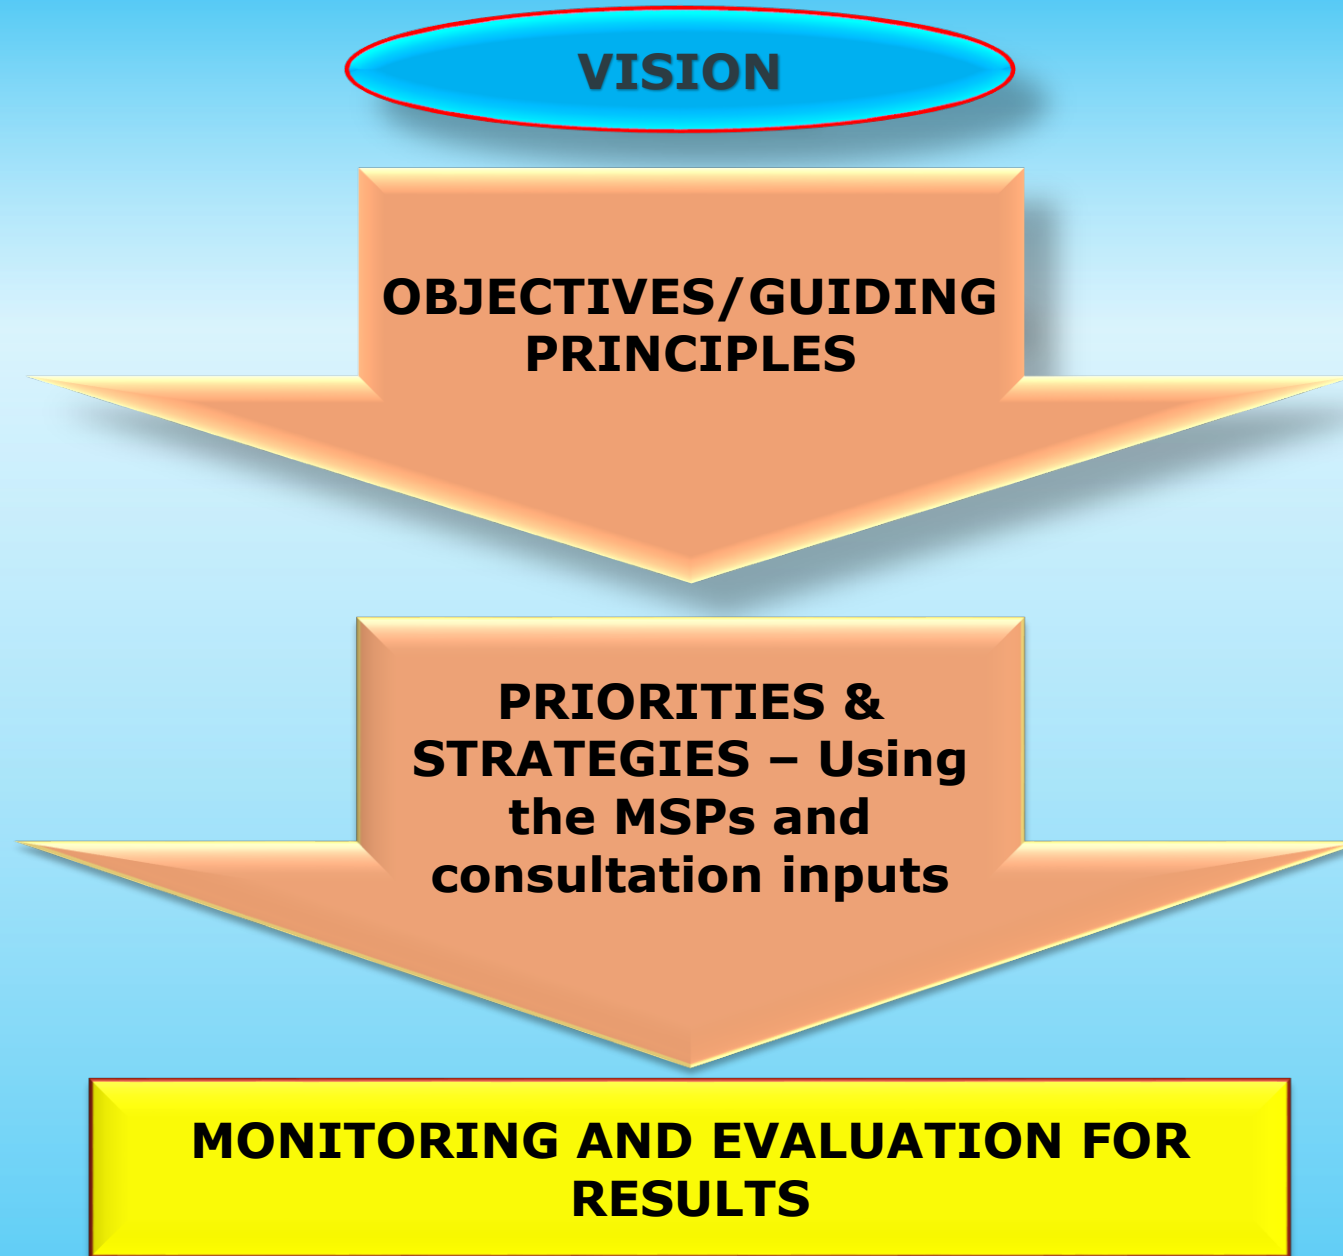 VISION
OBJECTIVES/GUIDING
PRINCIPLES
PRIORITIES &
STRATEGIES – Using
the MSPs and
consultation inputs
MONITORING AND EVALUATION FOR
RESULTS